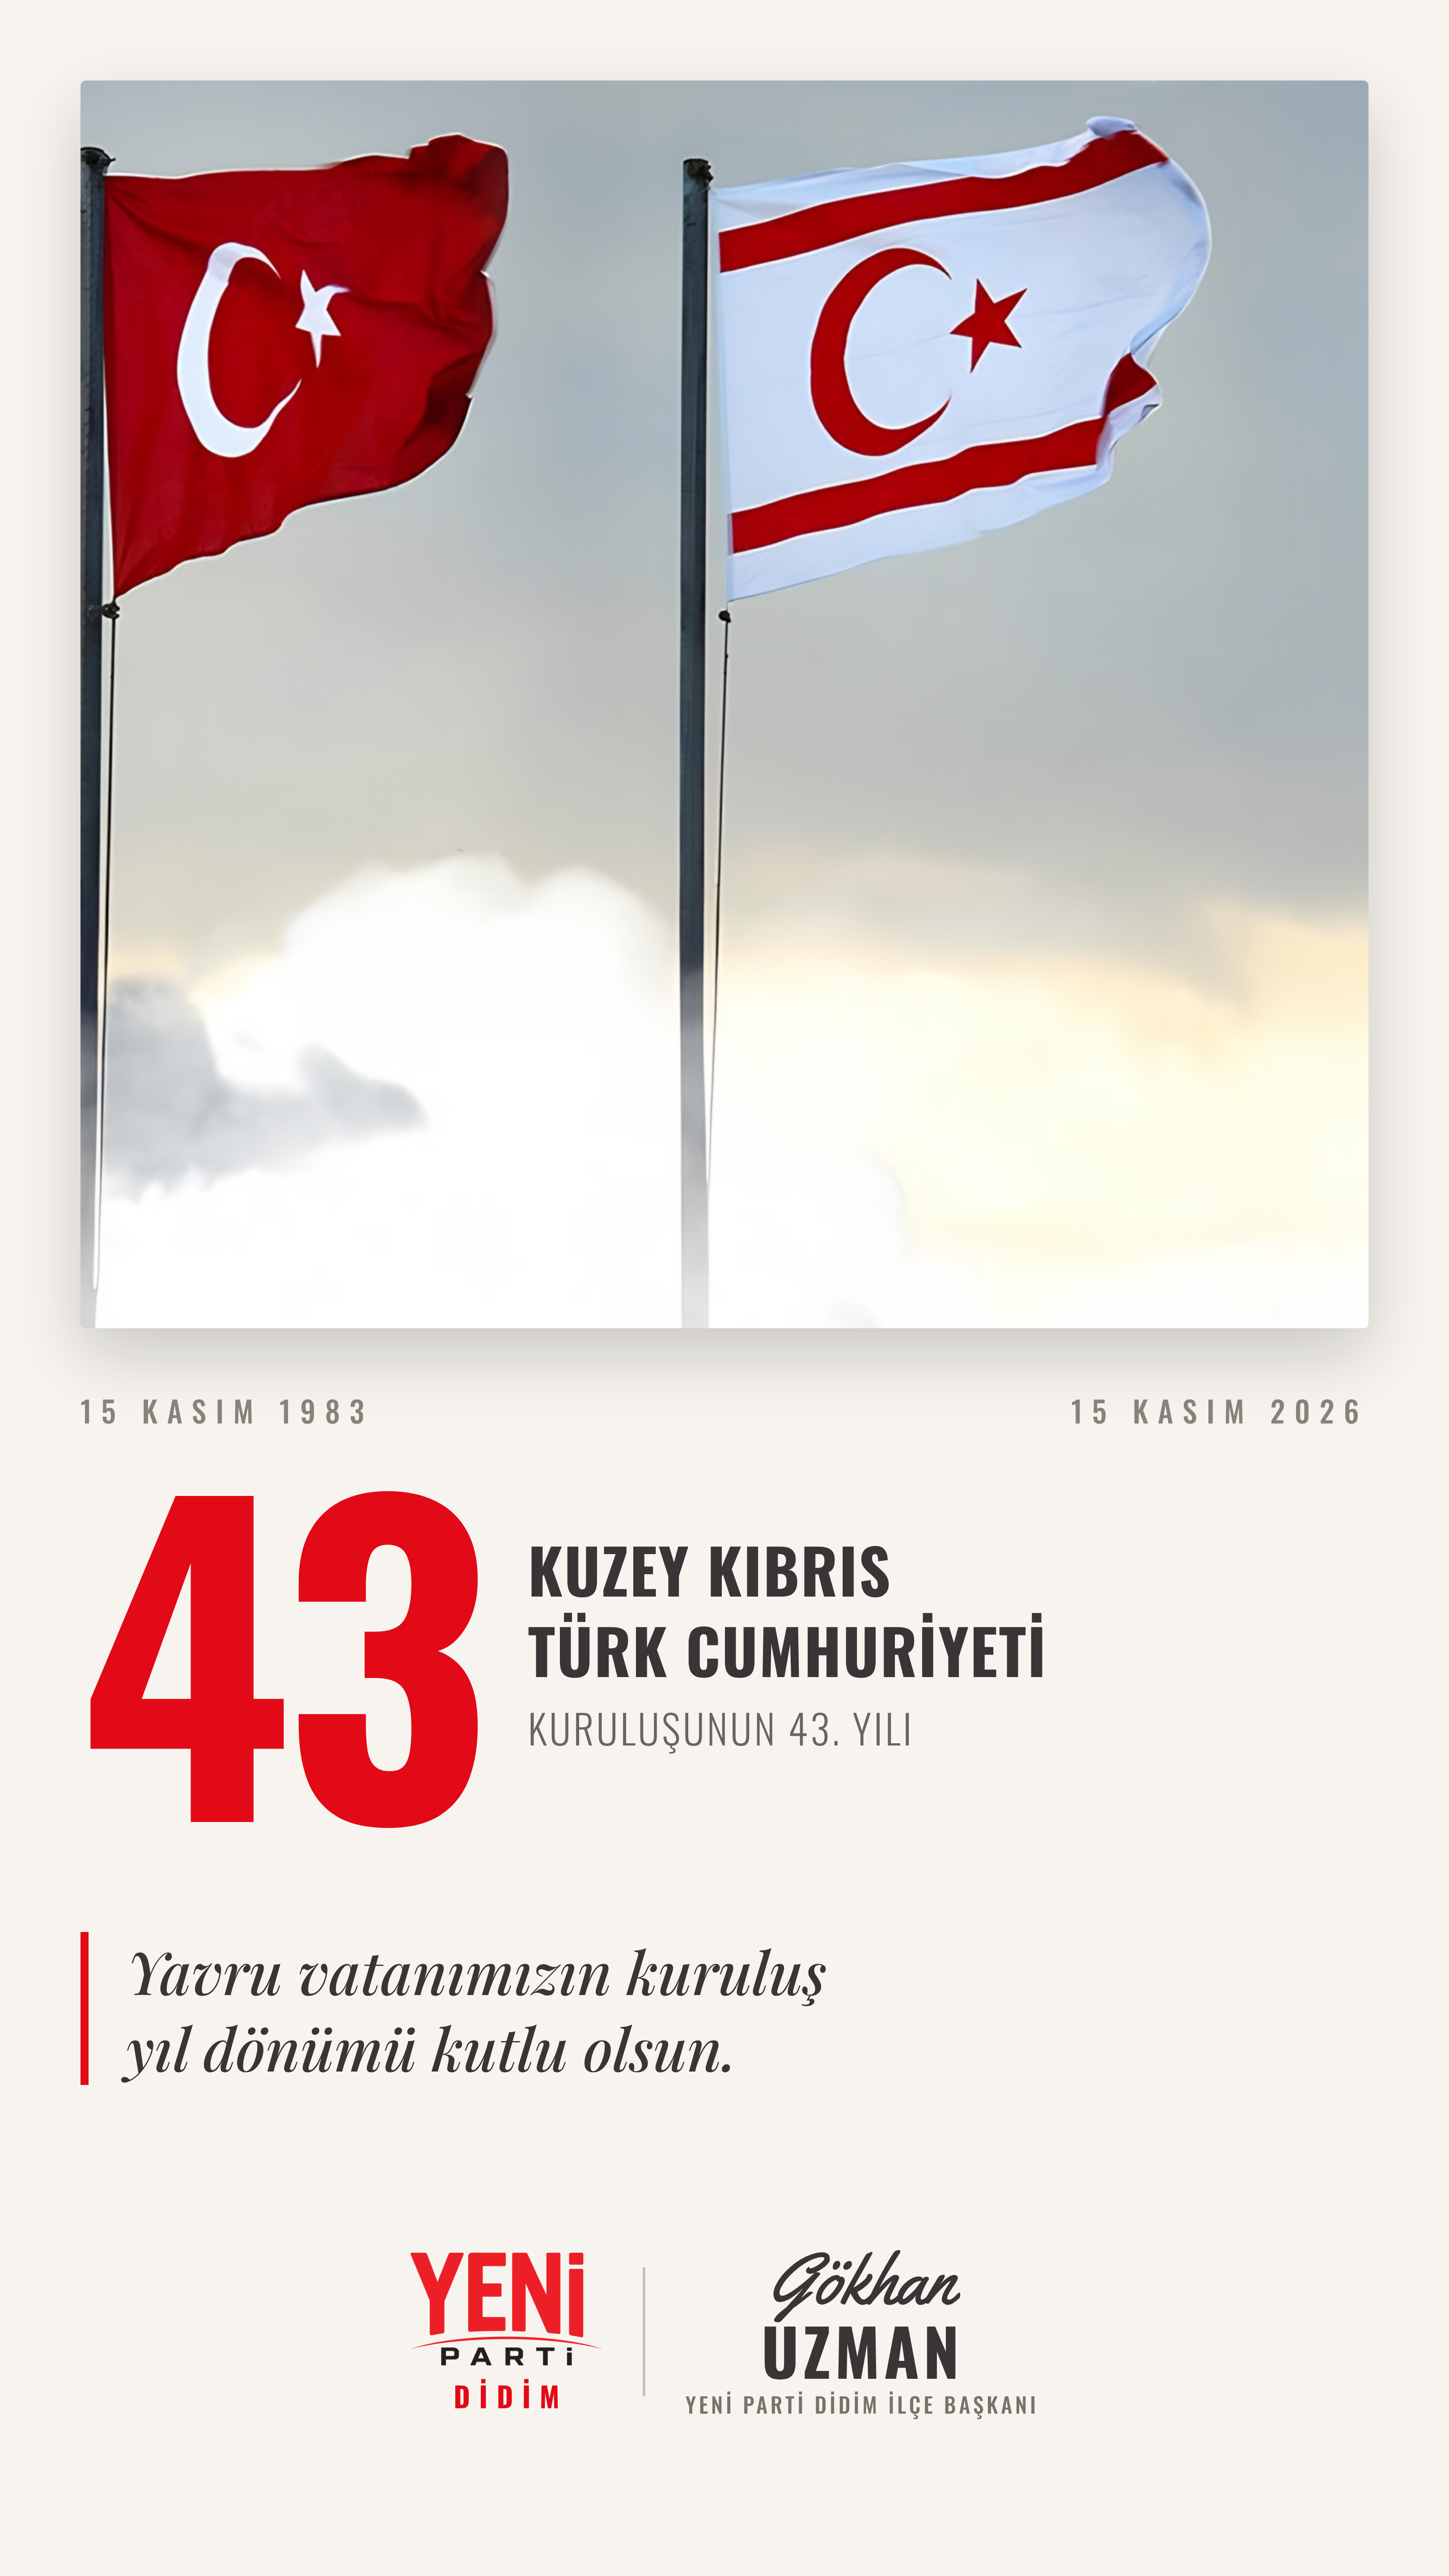 15 KASIM 1983
15 KASIM 2026
43
KUZEY KIBRIS
TÜRK CUMHURİYETİ
KURULUŞUNUN 43. YILI
Yavru vatanımızın kuruluş
yıl dönümü kutlu olsun.
YENİ
PARTİ
DİDİM
Gökhan
UZMAN
YENİ PARTİ DİDİM İLÇE BAŞKANI